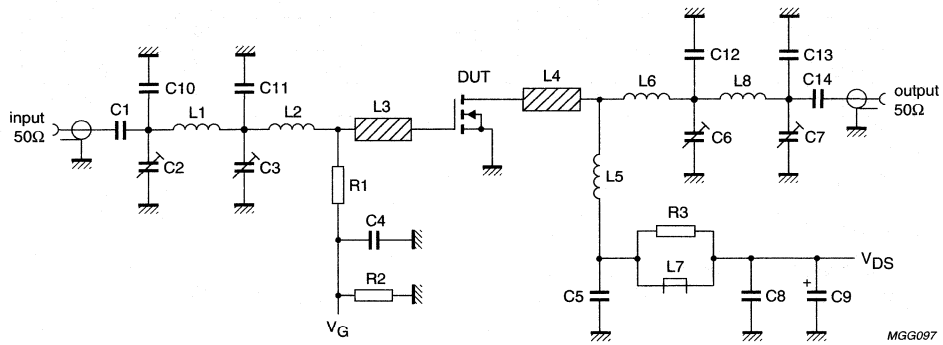 C12
C13
C10
C11
DUT
L4
L6
L8
C14
output
50Ω
input
50Ω
C1
L1
L2
L3
C2
C3
C6
C7
R1
L5
C4
R3
R2
L7
V_DS
C5
C8
+
C9
V_G
MGG097